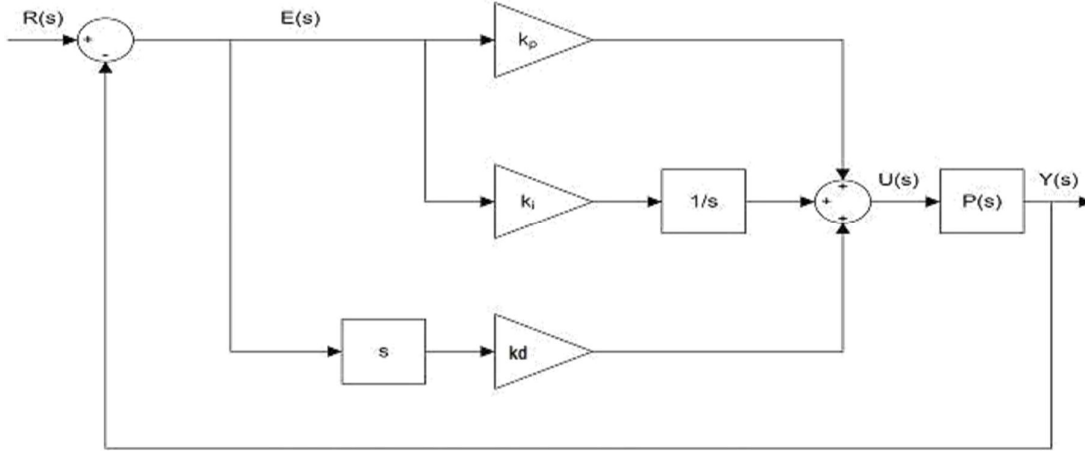 R(s)
E(s)
+
-
kₚ
kᵢ
1/s
+
+
+
U(s)
P(s)
Y(s)
s
kd